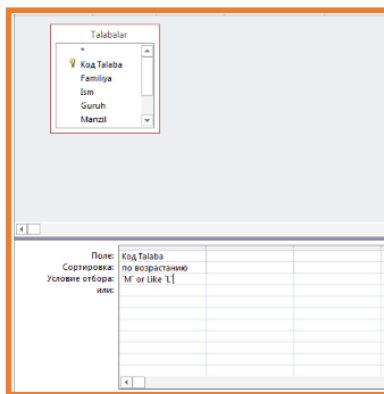 Talabalar
*
Код Talaba
Familiya
Ism
Guruh
Manzil
Поле: Код Talaba
Сортировка: по возрастанию
Условие отбора: `M` or Like `L`
или: